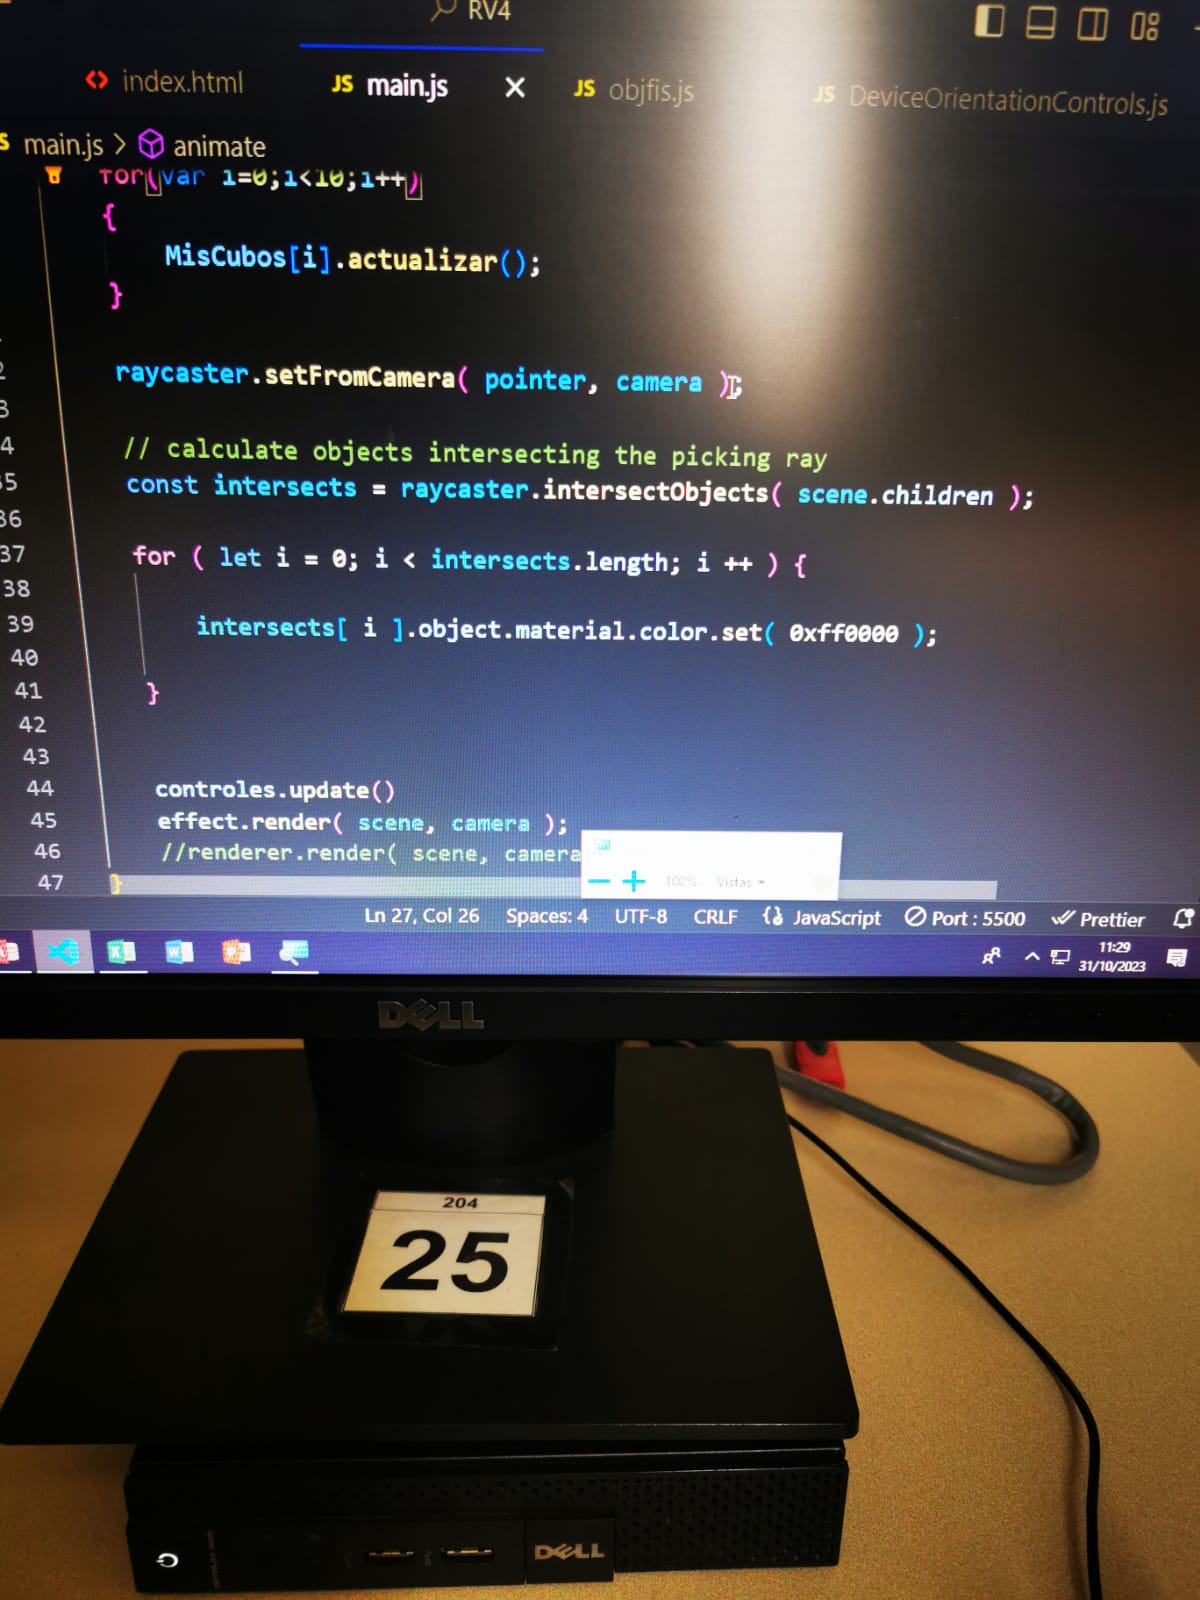 RV4
<> index.html JS main.js × JS objfis.js JS DeviceOrientationControls.js
main.js > animate
for(var i=0;i<10;i++)
{
MisCubos[i].actualizar();
}
raycaster.setFromCamera( pointer, camera );
34 // calculate objects intersecting the picking ray
35 const intersects = raycaster.intersectObjects( scene.children );
36
37 for ( let i = 0; i < intersects.length; i ++ ) {
38
39 intersects[ i ].object.material.color.set( 0xff0000 );
40
41 }
42
43
44 controles.update()
45 effect.render( scene, camera );
46 //renderer.render( scene, camera
47 }
100% Vistas
Ln 27, Col 26 Spaces: 4 UTF-8 CRLF {} JavaScript Port : 5500 Prettier
11:29
31/10/2023
DELL
204
25
DELL